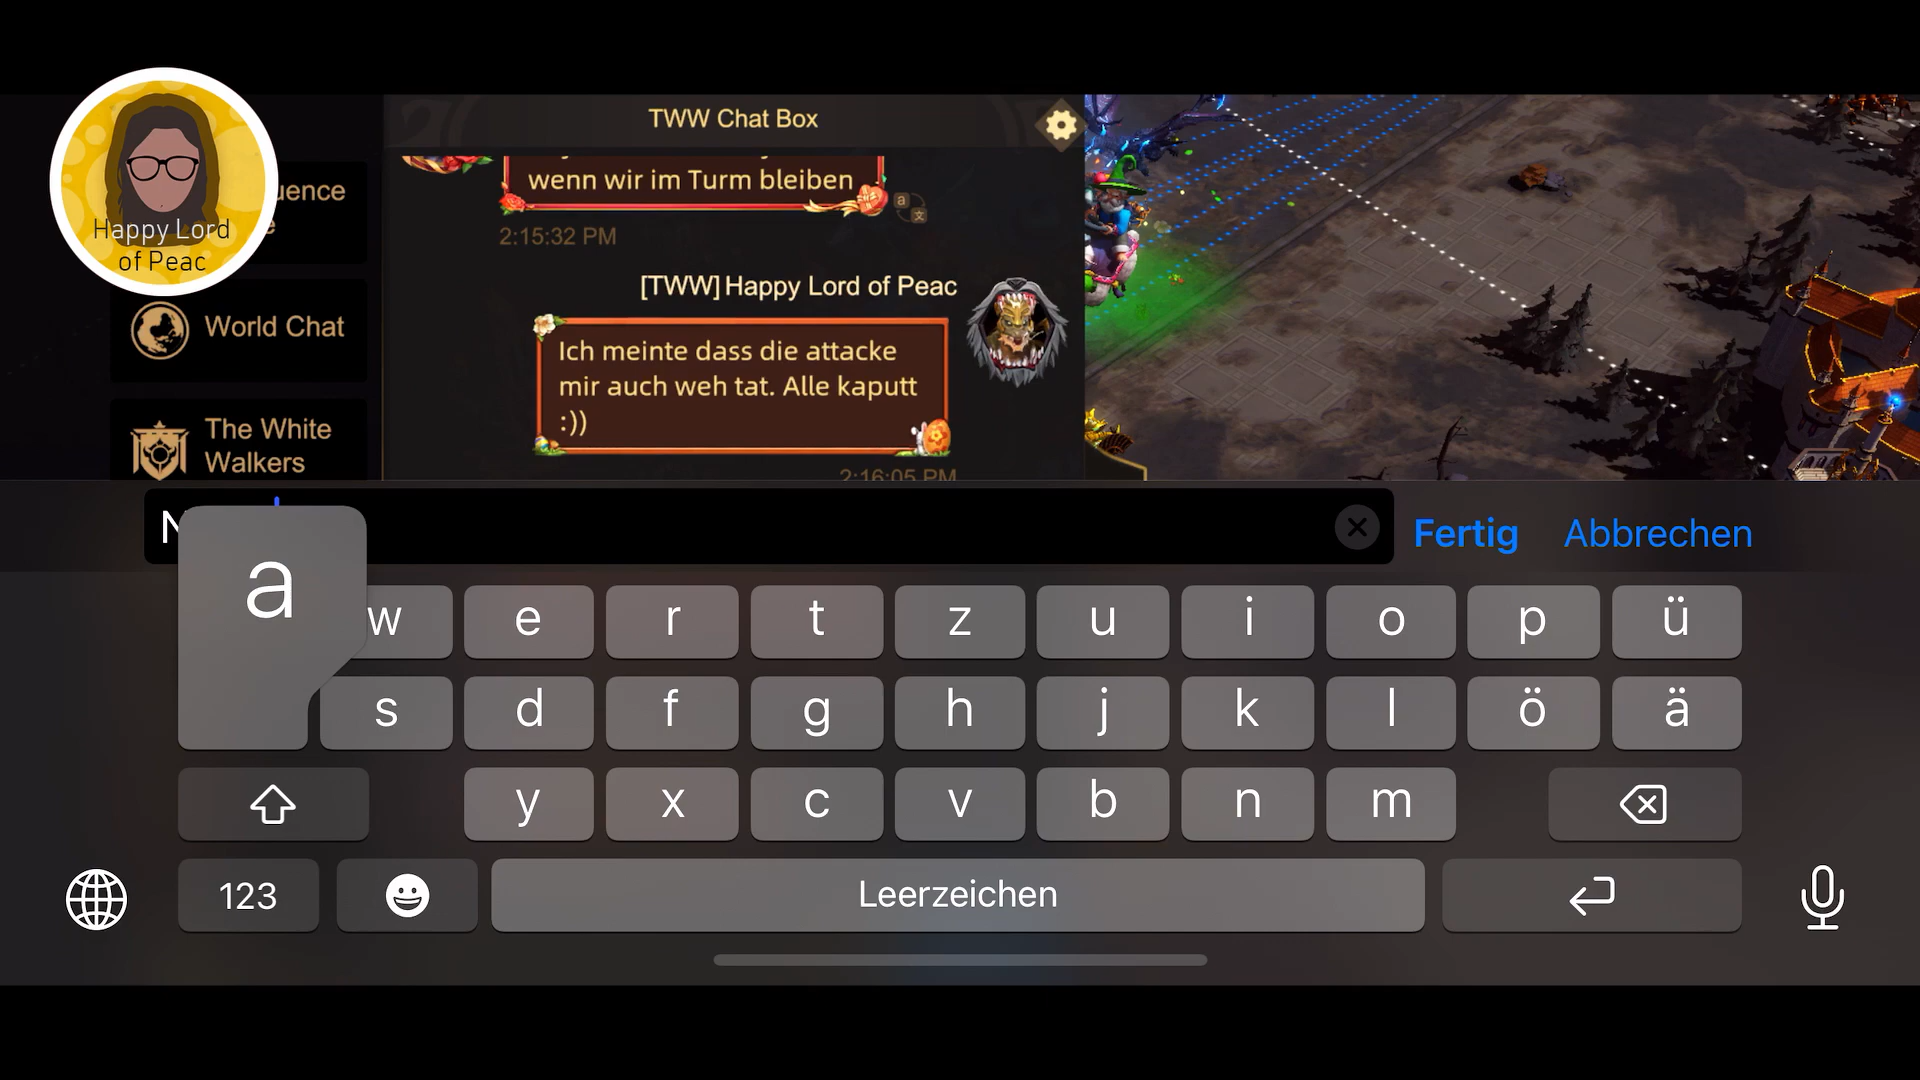 TWW Chat Box
wenn wir im Turm bleiben
2:15:32 PM
[TWW] Happy Lord of Peac
Ich meinte dass die attacke
mir auch weh tat. Alle kaputt
:))
2:16:05 PM
uence
e
Happy Lord
of Peac
World Chat
The White
Walkers
N
Fertig
Abbrechen
a
w e r t z u i o p ü
s d f g h j k l ö ä
y x c v b n m
123
Leerzeichen